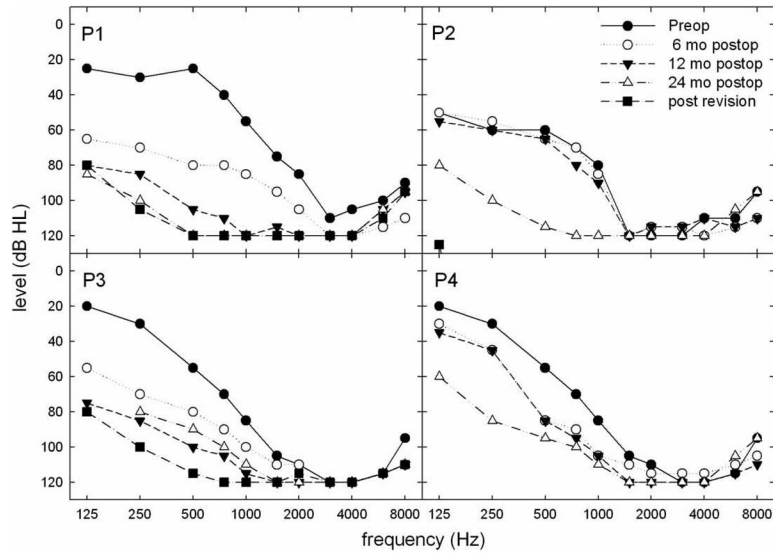 P1
P2
Preop
6 mo postop
12 mo postop
24 mo postop
post revision
0
20
40
60
80
100
120
level (dB HL)
P3
P4
0
20
40
60
80
100
120
125 250 500 1000 2000 4000 8000 125 250 500 1000 2000 4000 8000
frequency (Hz)